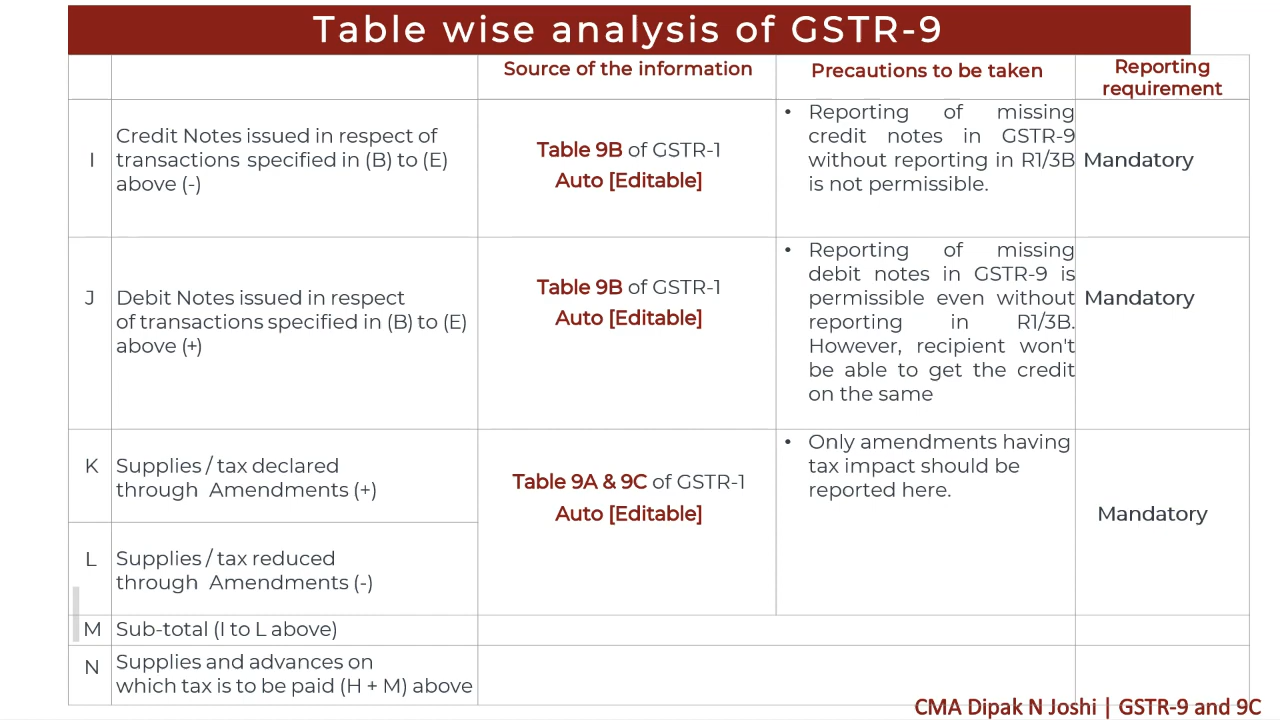 Table wise analysis of GSTR-9
Source of the information
Precautions to be taken
Reporting
requirement
I
Credit Notes issued in respect of
transactions specified in (B) to (E)
above (-)
Table 9B of GSTR-1
Auto [Editable]
• Reporting of missing
credit notes in GSTR-9
without reporting in R1/3B
is not permissible.
Mandatory
J
Debit Notes issued in respect
of transactions specified in (B) to (E)
above (+)
Table 9B of GSTR-1
Auto [Editable]
• Reporting of missing
debit notes in GSTR-9 is
permissible even without
reporting in R1/3B.
However, recipient won't
be able to get the credit
on the same
Mandatory
K
Supplies / tax declared
through Amendments (+)
Table 9A & 9C of GSTR-1
Auto [Editable]
• Only amendments having
tax impact should be
reported here.
Mandatory
L
Supplies / tax reduced
through Amendments (-)
M
Sub-total (I to L above)
N
Supplies and advances on
which tax is to be paid (H + M) above
CMA Dipak N Joshi | GSTR-9 and 9C